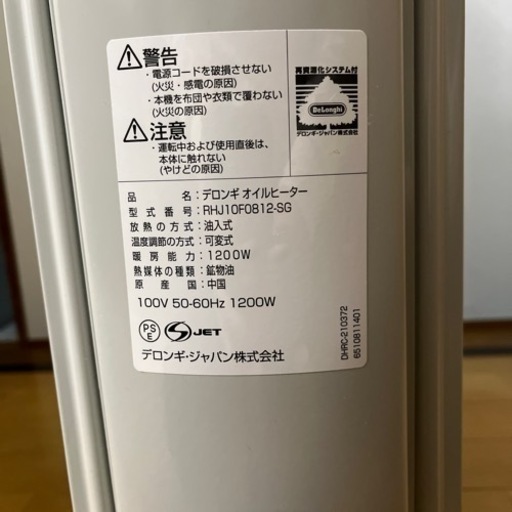 警告
・電源コードを破損させない
(火災・感電の原因)
・本機を布団や衣類で覆わない
(火災の原因)
注意
・運転中および使用直後は、
本体に触れない
(やけどの原因)
再資源化システム付
DeLonghi
デロンギ・ジャパン株式会社
品名:デロンギ オイルヒーター
型式番号:RHJ10F0812-SG
放熱の方式:油入式
温度調節の方式:可変式
暖房能力:1200W
熱媒体の種類:鉱物油
原産国:中国
100V 50-60Hz 1200W
PSE
S JET
デロンギ・ジャパン株式会社
DHRC-210372
6510811401